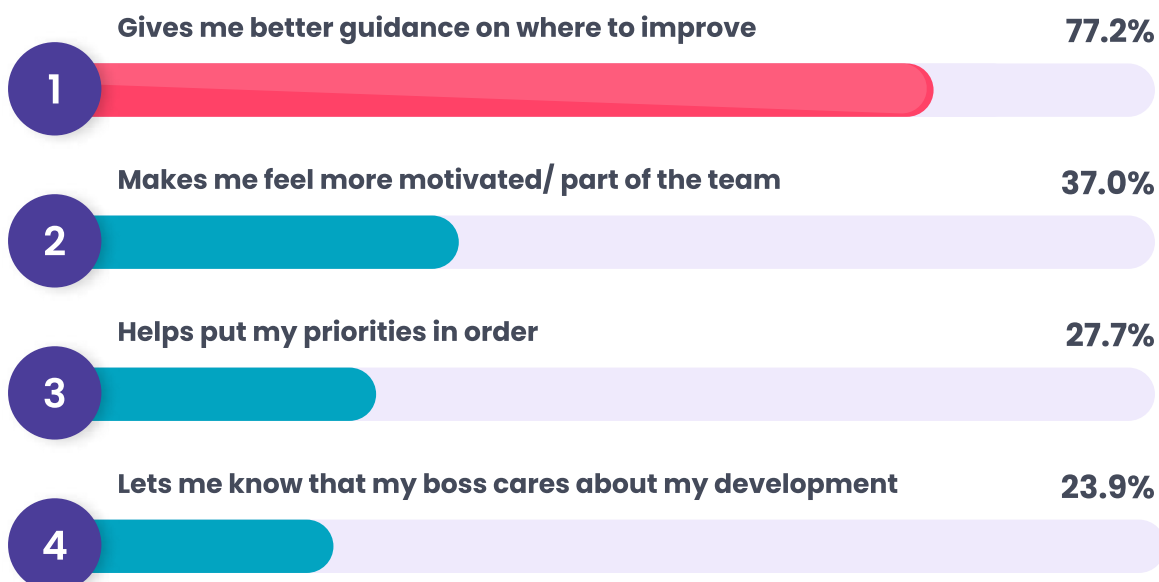 Gives me better guidance on where to improve 77.2%
1
Makes me feel more motivated/ part of the team 37.0%
2
Helps put my priorities in order 27.7%
3
Lets me know that my boss cares about my development 23.9%
4